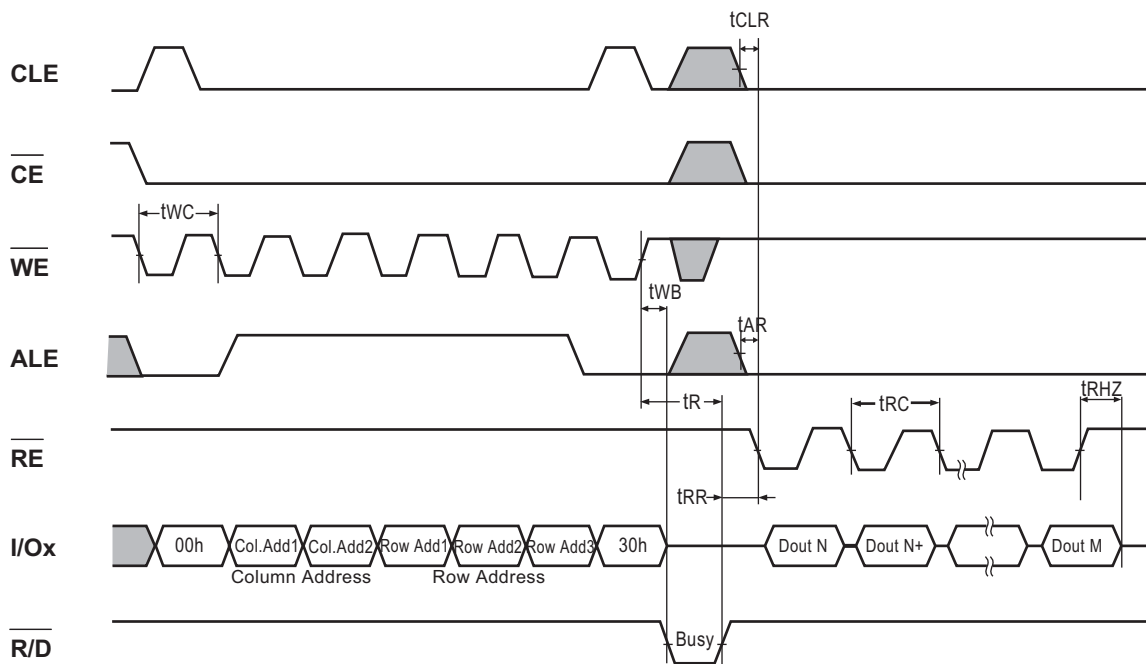 tCLR
CLE
CE
tWC
WE
tWB
tAR
ALE
tR
tRC
tRHZ
RE
tRR
I/Ox
00h
Col.Add1
Col.Add2
Row Add1
Row Add2
Row Add3
30h
Dout N
Dout N+
Dout M
Column Address
Row Address
R/D
Busy